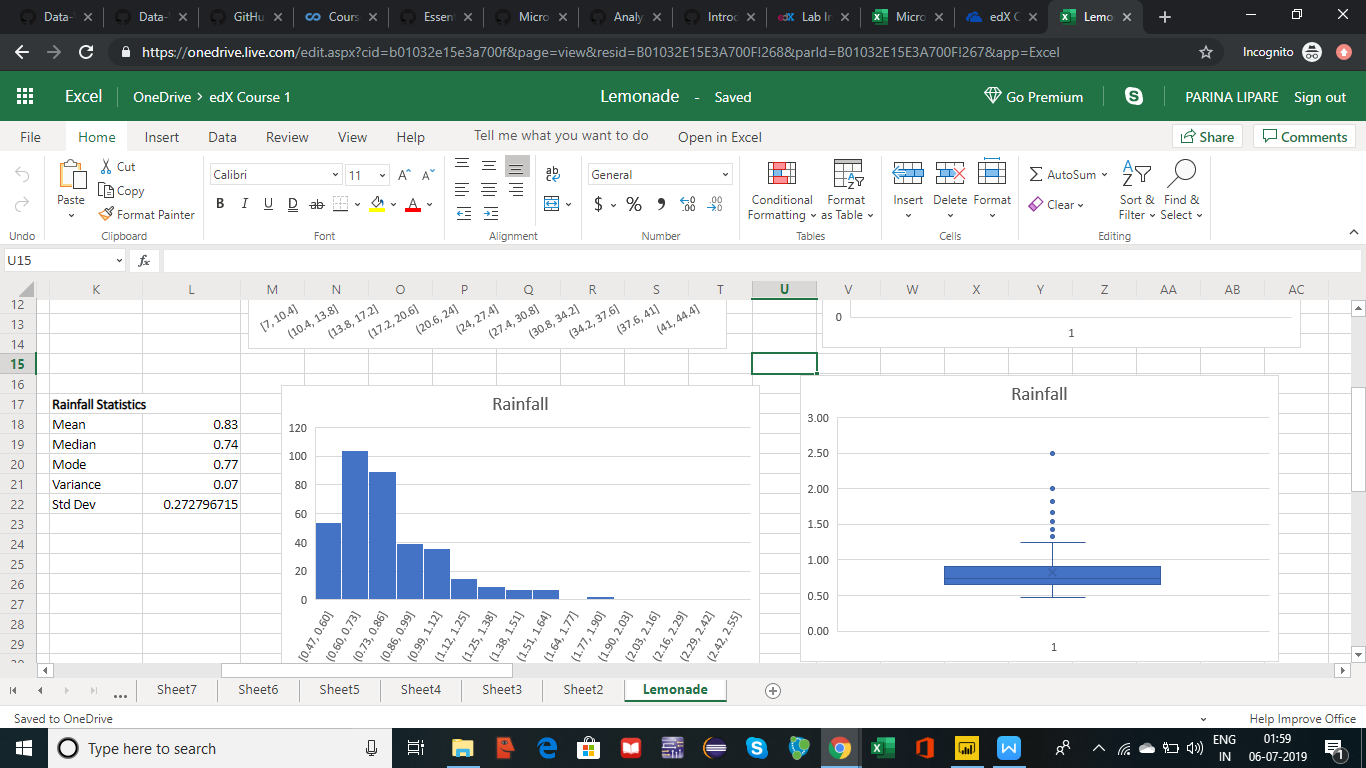 Data- Data- GitHu Cours Essen Micro Analy Introc edX Lab In Micro edX C Lemo
https://onedrive.live.com/edit.aspx?cid=b01032e15e3a700f&page=view&resid=B01032E15E3A700F!268&parId=B01032E15E3A700F!267&app=Excel Incognito
Excel OneDrive > edX Course 1 Lemonade - Saved Go Premium PARINA LIPARE Sign out
File Home Insert Data Review View Help Tell me what you want to do Open in Excel Share Comments
Cut
Copy
Format Painter
Paste
Calibri 11
B I U D ab A
General
$ % 9
Conditional Formatting
Format as Table
Insert Delete Format
AutoSum
Clear
Sort & Filter
Find & Select
Undo Clipboard Font Alignment Number Tables Cells Editing
U15 fx
K L M N O P Q R S T U V W X Y Z AA AB AC
12
13
14
15
16
17 Rainfall Statistics
18 Mean 0.83
19 Median 0.74
20 Mode 0.77
21 Variance 0.07
22 Std Dev 0.272796715
23
24
25
26
27
28
29
[7, 10.4] (10.4, 13.8] (13.8, 17.2] (17.2, 20.6] (20.6, 24] (24, 27.4] (27.4, 30.8] (30.8, 34.2] (34.2, 37.6] (37.6, 41] (41, 44.4]
0
1
Rainfall
120
100
80
60
40
20
0
[0.47, 0.60] (0.60, 0.73] (0.73, 0.86] (0.86, 0.99] (0.99, 1.12] (1.12, 1.25] (1.25, 1.38] (1.38, 1.51] (1.51, 1.64] (1.64, 1.77] (1.77, 1.90] (1.90, 2.03] (2.03, 2.16] (2.16, 2.29] (2.29, 2.42] (2.42, 2.55]
Rainfall
3.00
2.50
2.00
1.50
1.00
0.50
0.00
1
... Sheet7 Sheet6 Sheet5 Sheet4 Sheet3 Sheet2 Lemonade
Saved to OneDrive Help Improve Office
Type here to search
ENG
IN
01:59
06-07-2019
1